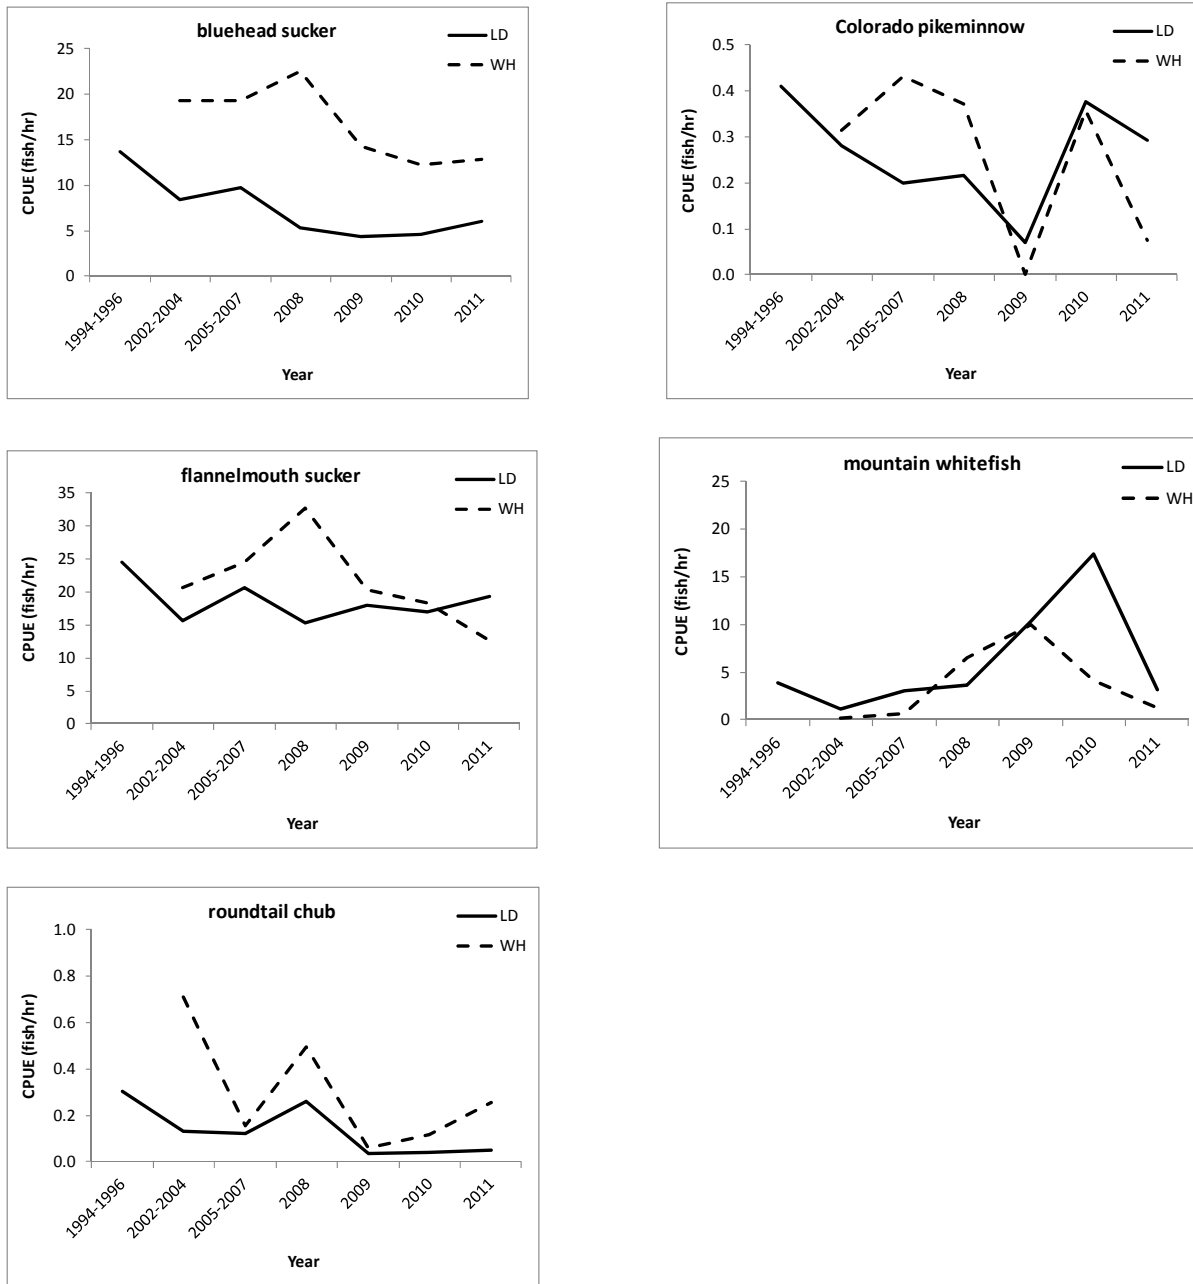 bluehead sucker
LD
WH
25
20
15
10
5
0
CPUE (fish/hr)
1994-1996
2002-2004
2005-2007
2008
2009
2010
2011
Year
Colorado pikeminnow
LD
WH
0.5
0.4
0.3
0.2
0.1
0.0
CPUE (fish/hr)
1994-1996
2002-2004
2005-2007
2008
2009
2010
2011
Year
flannelmouth sucker
LD
WH
35
30
25
20
15
10
5
0
CPUE (fish/hr)
1994-1996
2002-2004
2005-2007
2008
2009
2010
2011
Year
mountain whitefish
LD
WH
25
20
15
10
5
0
CPUE (fish/hr)
1994-1996
2002-2004
2005-2007
2008
2009
2010
2011
Year
roundtail chub
LD
WH
1.0
0.8
0.6
0.4
0.2
0.0
CPUE (fish/hr)
1994-1996
2002-2004
2005-2007
2008
2009
2010
2011
Year